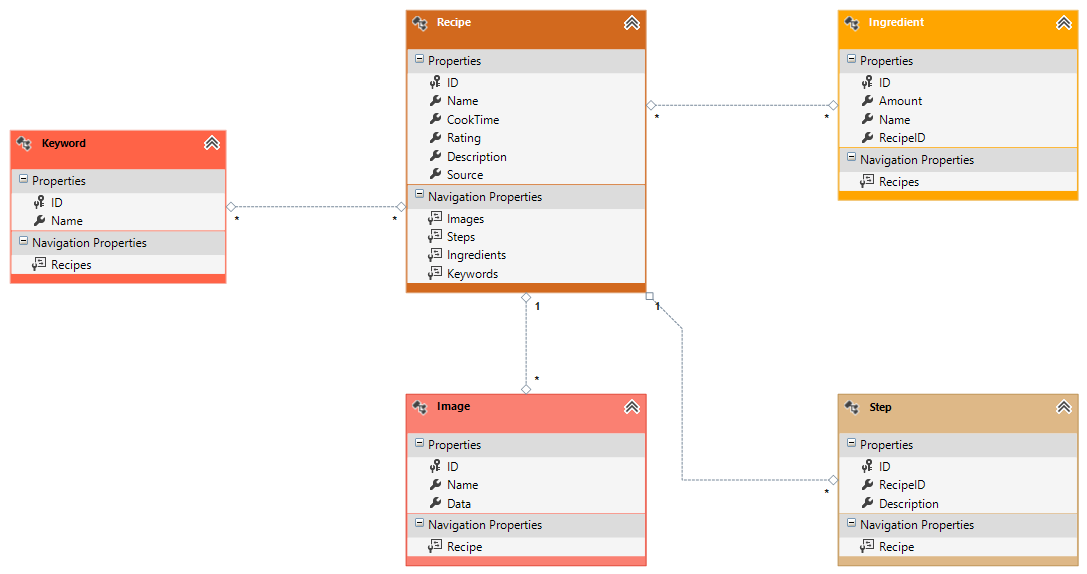 Recipe
Properties
ID
Name
CookTime
Rating
Description
Source
Navigation Properties
Images
Steps
Ingredients
Keywords
Ingredient
Properties
ID
Amount
Name
RecipeID
Navigation Properties
Recipes
Keyword
Properties
ID
Name
Navigation Properties
Recipes
* *
* *
1
*
1
*
Image
Properties
ID
Name
Data
Navigation Properties
Recipe
Step
Properties
ID
RecipeID
Description
Navigation Properties
Recipe